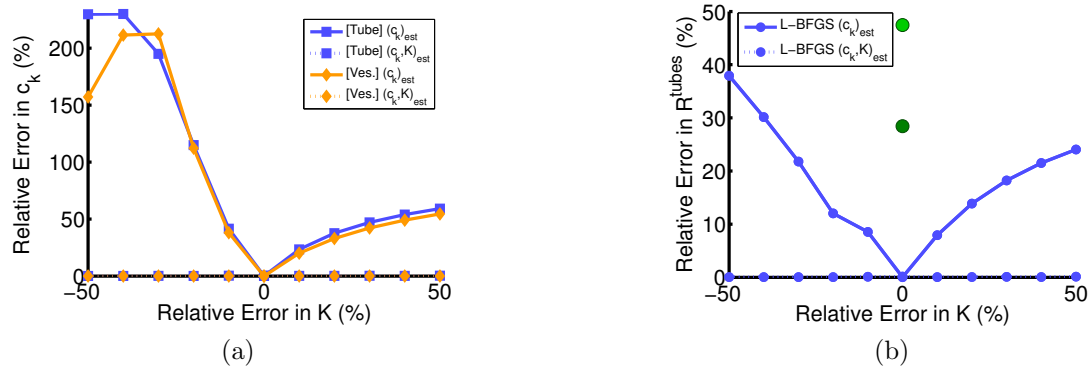 Relative Error in c_k (%)
200
150
100
50
0
−50
0
50
Relative Error in K (%)
[Tube] (c_k)_est
[Tube] (c_k,K)_est
[Ves.] (c_k)_est
[Ves.] (c_k,K)_est
(a)
Relative Error in R^tubes (%)
50
40
30
20
10
0
−50
0
50
Relative Error in K (%)
L−BFGS (c_k)_est
L−BFGS (c_k,K)_est
(b)